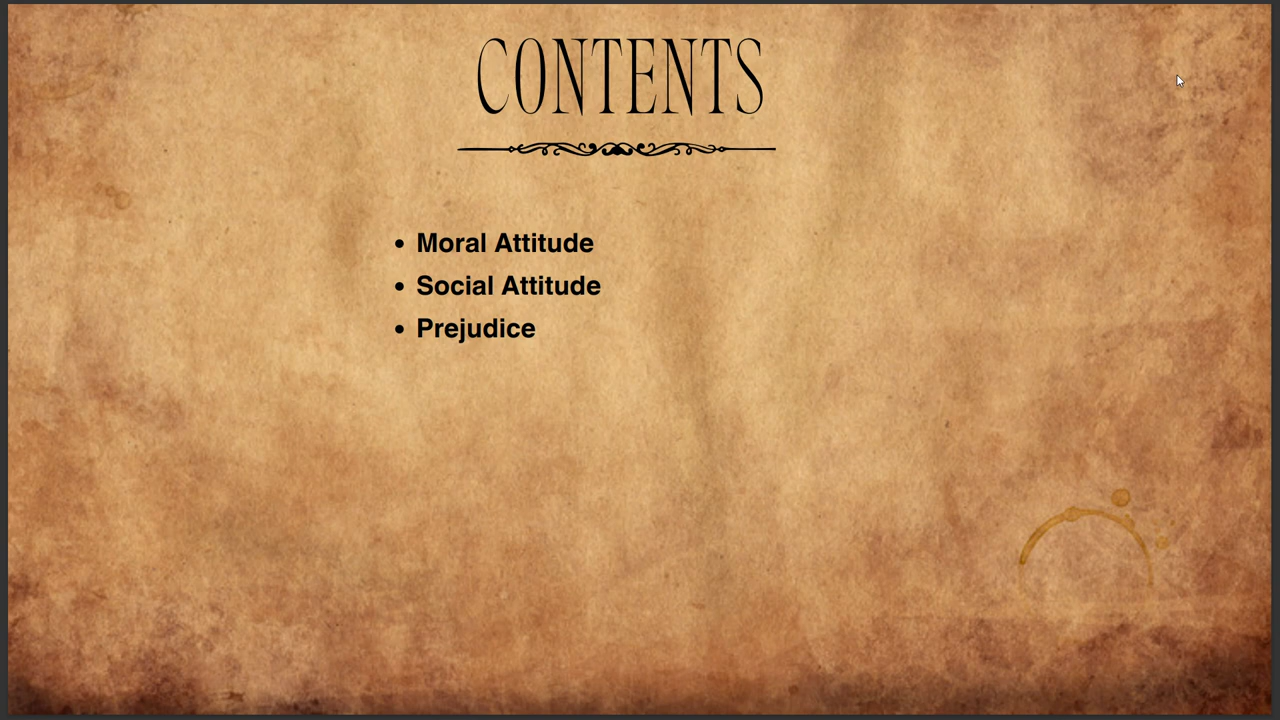 CONTENTS
• Moral Attitude
• Social Attitude
• Prejudice